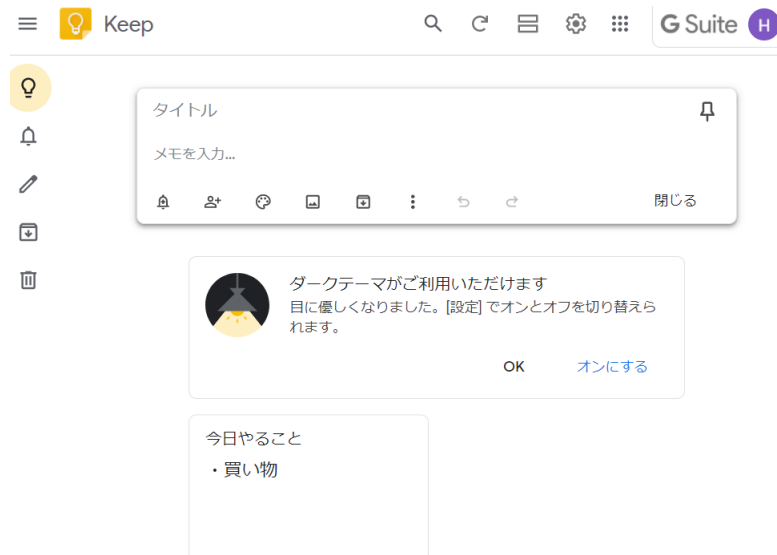 Keep
G Suite
H
タイトル
メモを入力...
閉じる
ダークテーマがご利用いただけます
目に優しくなりました。[設定] でオンとオフを切り替えら
れます。
OK オンにする
今日やること
・買い物